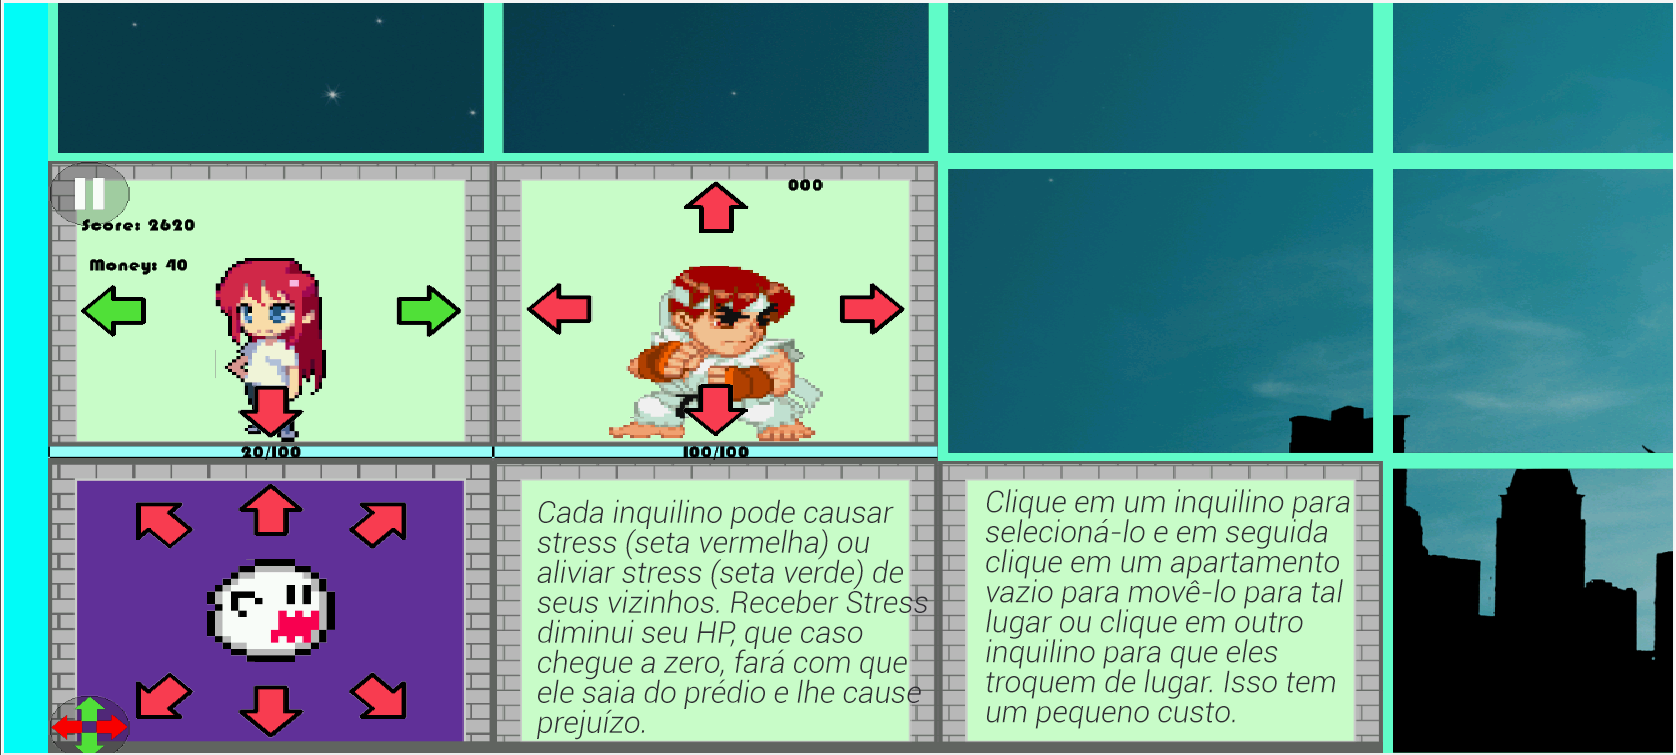 000
Score: 2620
Money: 40
20/100
100/100
Cada inquilino pode causar
stress (seta vermelha) ou
aliviar stress (seta verde) de
seus vizinhos. Receber Stress
diminui seu HP, que caso
chegue a zero, fará com que
ele saia do prédio e lhe cause
prejuízo.
Clique em um inquilino para
selecioná-lo e em seguida
clique em um apartamento
vazio para movê-lo para tal
lugar ou clique em outro
inquilino para que eles
troquem de lugar. Isso tem
um pequeno custo.